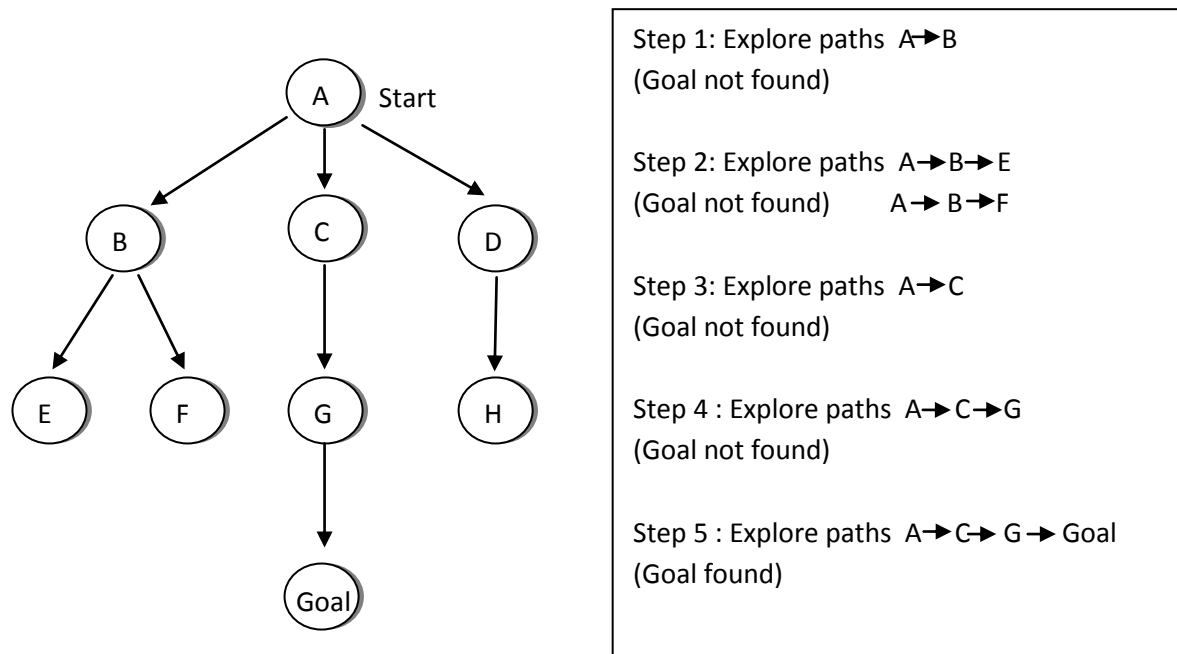 A Start
B
C
D
E
F
G
H
Goal
Step 1: Explore paths A B
(Goal not found)
Step 2: Explore paths A B E
(Goal not found) A B F
Step 3: Explore paths A C
(Goal not found)
Step 4 : Explore paths A C G
(Goal not found)
Step 5 : Explore paths A C G Goal
(Goal found)